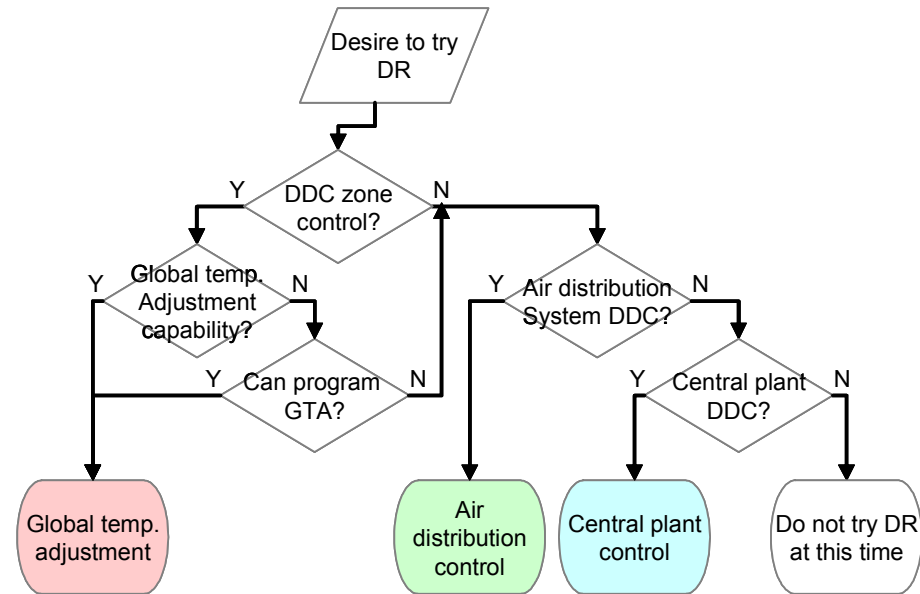 Desire to try
DR
Y
DDC zone
control?
N
Y
Global temp.
Adjustment
capability?
N
Y
Air distribution
System DDC?
N
Y
Can program
GTA?
N
Y
Central plant
DDC?
N
Global temp.
adjustment
Air
distribution
control
Central plant
control
Do not try DR
at this time